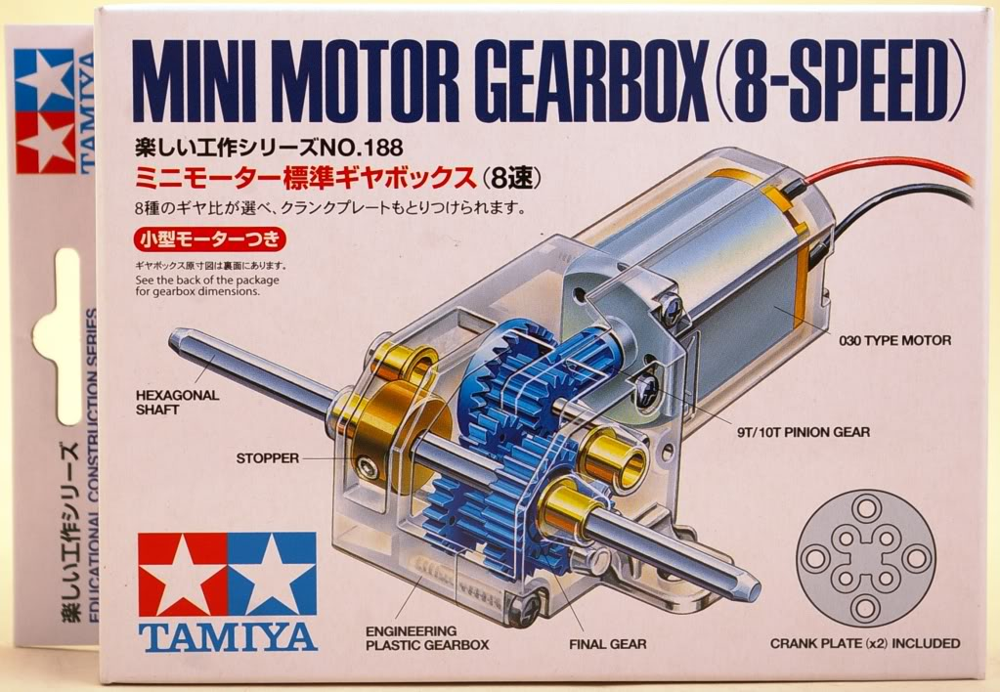 MINI MOTOR GEARBOX(8-SPEED)
楽しい工作シリーズNO.188
ミニモーター標準ギヤボックス(8速)
8種のギヤ比が選べ、クランクプレートもとりつけられます。
小型モーターつき
ギヤボックス原寸図は裏面にあります。
See the back of the package
for gearbox dimensions.
030 TYPE MOTOR
HEXAGONAL
SHAFT
9T/10T PINION GEAR
STOPPER
ENGINEERING
PLASTIC GEARBOX
FINAL GEAR
CRANK PLATE (x2) INCLUDED
TAMIYA
TAMIYA
楽しい工作シリーズ
EDUCATIONAL CONSTRUCTION SERIES